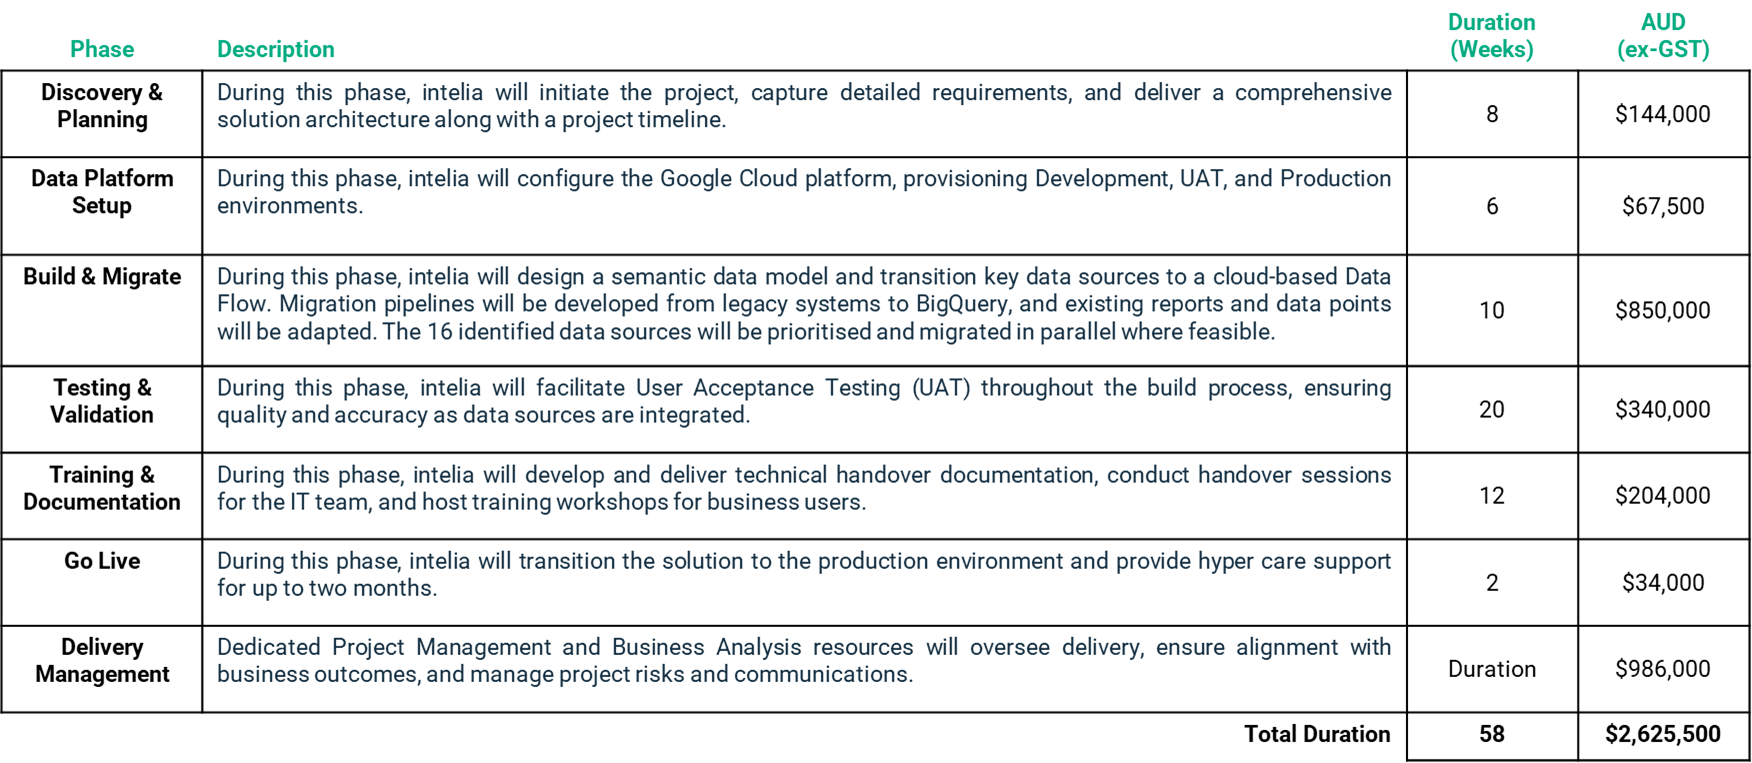 Phase Description Duration (Weeks) AUD (ex-GST)
Discovery & Planning
During this phase, intelia will initiate the project, capture detailed requirements, and deliver a comprehensive
solution architecture along with a project timeline.
8
$144,000
Data Platform Setup
During this phase, intelia will configure the Google Cloud platform, provisioning Development, UAT, and Production
environments.
6
$67,500
Build & Migrate
During this phase, intelia will design a semantic data model and transition key data sources to a cloud-based Data
Flow. Migration pipelines will be developed from legacy systems to BigQuery, and existing reports and data points
will be adapted. The 16 identified data sources will be prioritised and migrated in parallel where feasible.
10
$850,000
Testing & Validation
During this phase, intelia will facilitate User Acceptance Testing (UAT) throughout the build process, ensuring
quality and accuracy as data sources are integrated.
20
$340,000
Training & Documentation
During this phase, intelia will develop and deliver technical handover documentation, conduct handover sessions
for the IT team, and host training workshops for business users.
12
$204,000
Go Live
During this phase, intelia will transition the solution to the production environment and provide hyper care support
for up to two months.
2
$34,000
Delivery Management
Dedicated Project Management and Business Analysis resources will oversee delivery, ensure alignment with
business outcomes, and manage project risks and communications.
Duration
$986,000
Total Duration 58 $2,625,500